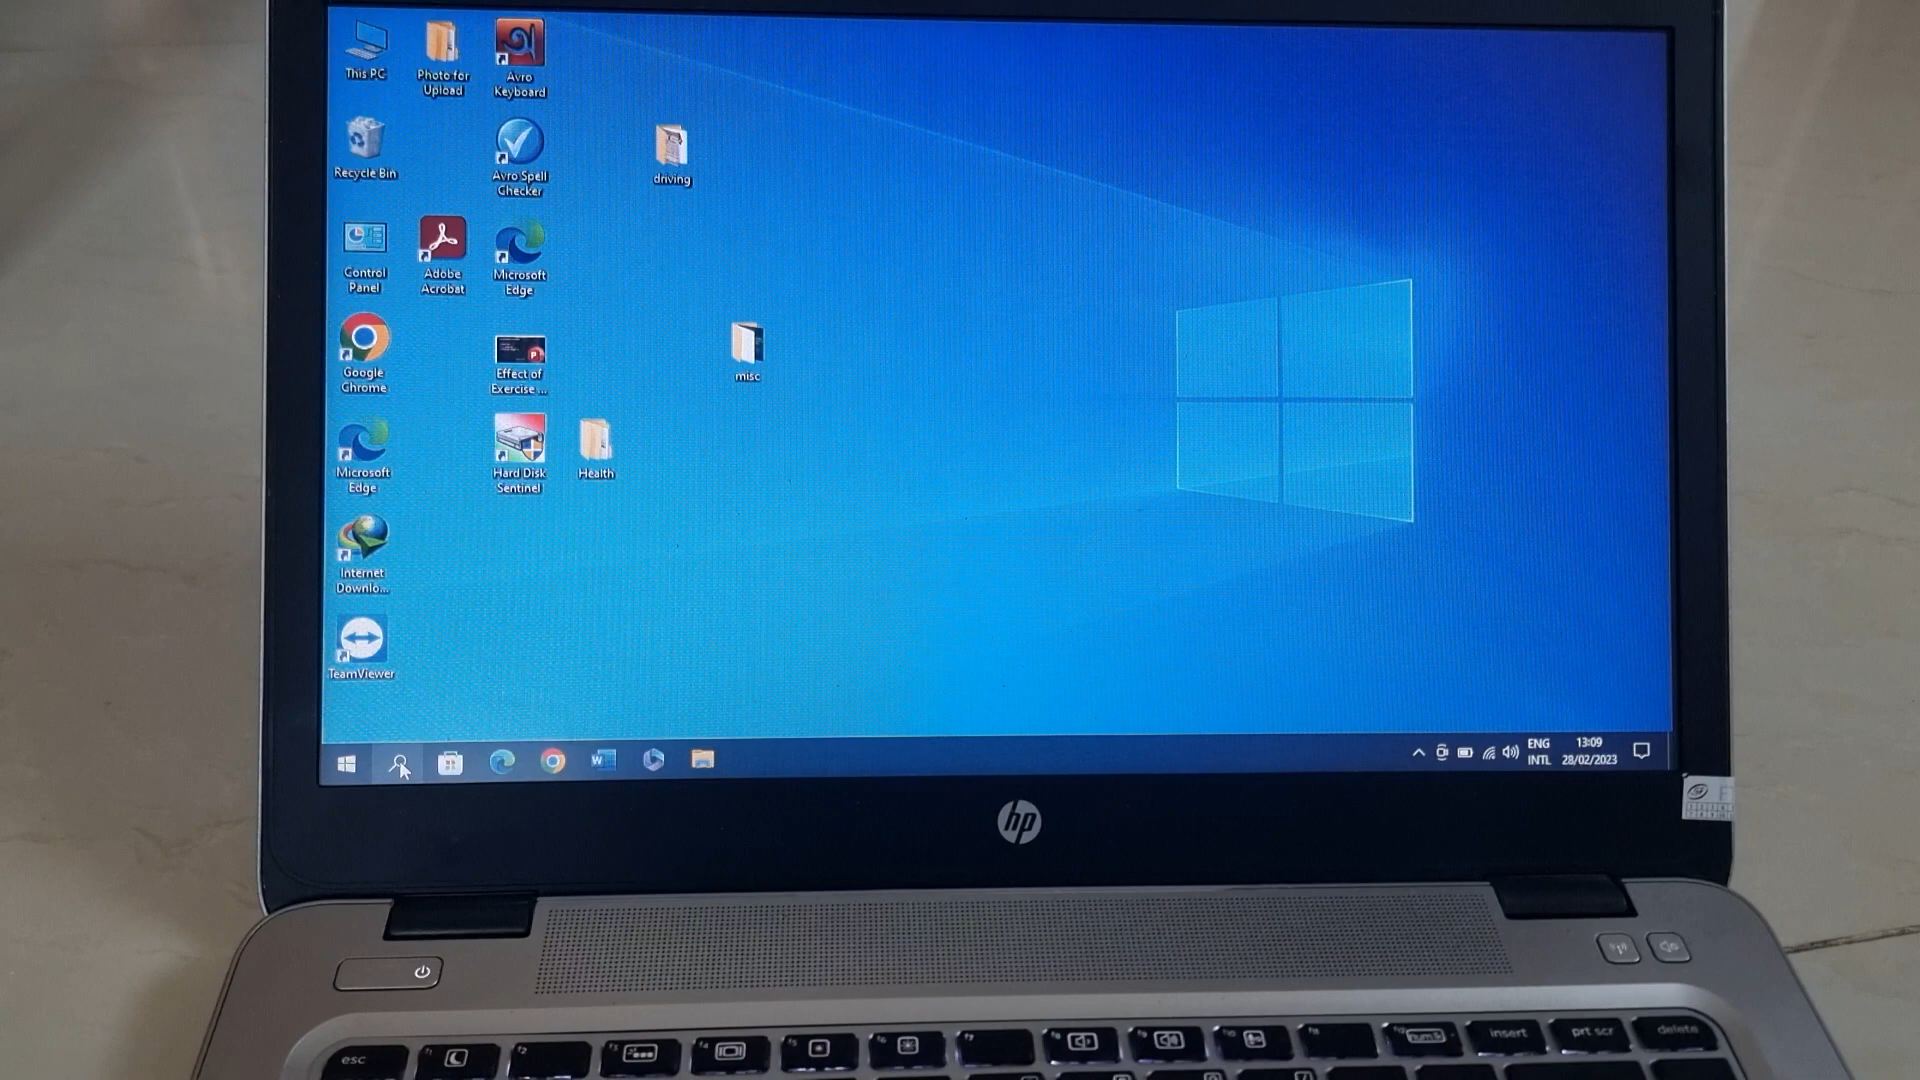 This PC
Photo for
Upload
Avro
Keyboard
Recycle Bin
Avro Spell
Checker
driving
Control
Panel
Adobe
Acrobat
Microsoft
Edge
Google
Chrome
Effect of
Exercise ...
misc
Microsoft
Edge
Hard Disk
Sentinel
Health
Internet
Downlo...
TeamViewer
ENG
INTL
13:09
28/02/2023
hp
esc
insert
prt scr
delete